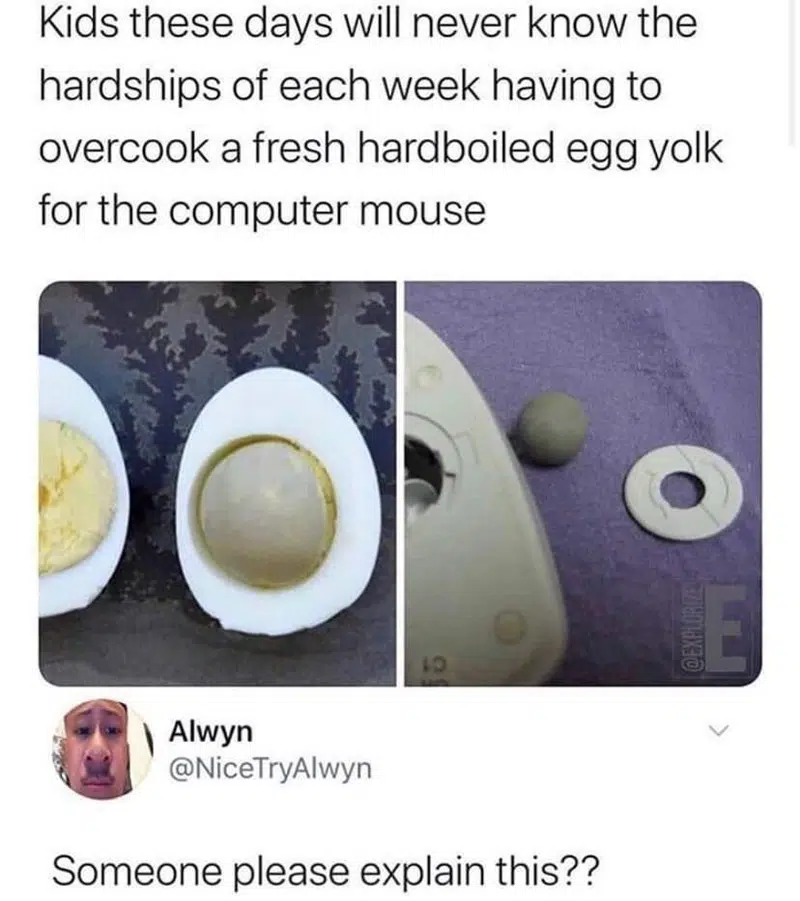 Kids these days will never know the
hardships of each week having to
overcook a fresh hardboiled egg yolk
for the computer mouse
@EXPLORIZE
E
Alwyn
@NiceTryAlwyn
Someone please explain this??